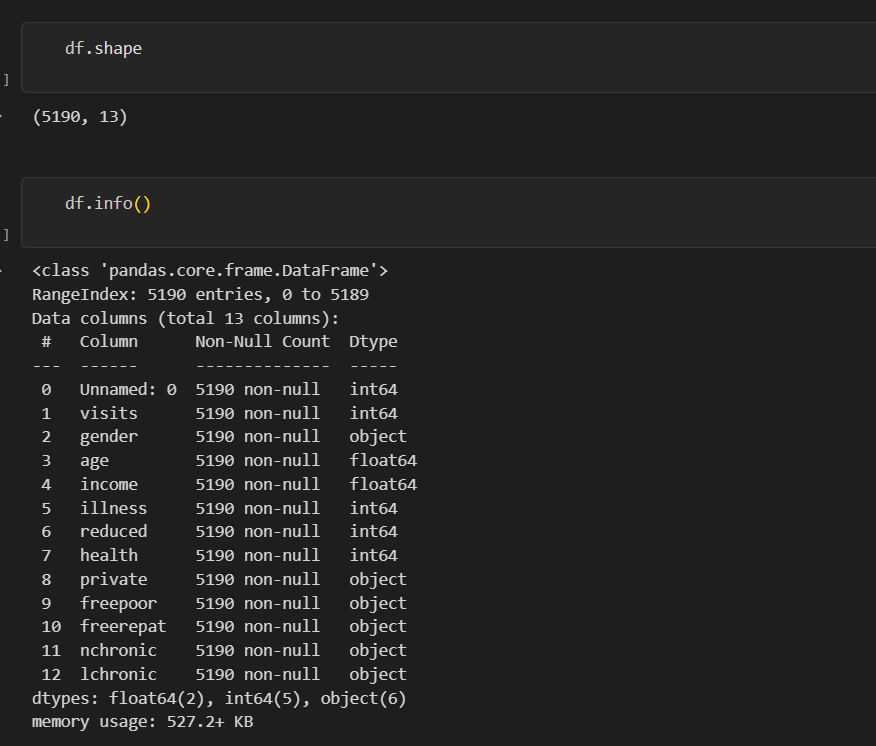 df.shape
]
(5190, 13)
df.info()
]
<class 'pandas.core.frame.DataFrame'>
RangeIndex: 5190 entries, 0 to 5189
Data columns (total 13 columns):
 #   Column      Non-Null Count  Dtype
---  ------      --------------  -----
 0   Unnamed: 0  5190 non-null   int64
 1   visits      5190 non-null   int64
 2   gender      5190 non-null   object
 3   age         5190 non-null   float64
 4   income      5190 non-null   float64
 5   illness     5190 non-null   int64
 6   reduced     5190 non-null   int64
 7   health      5190 non-null   int64
 8   private     5190 non-null   object
 9   freepoor    5190 non-null   object
 10  freerepat   5190 non-null   object
 11  nchronic    5190 non-null   object
 12  lchronic    5190 non-null   object
dtypes: float64(2), int64(5), object(6)
memory usage: 527.2+ KB